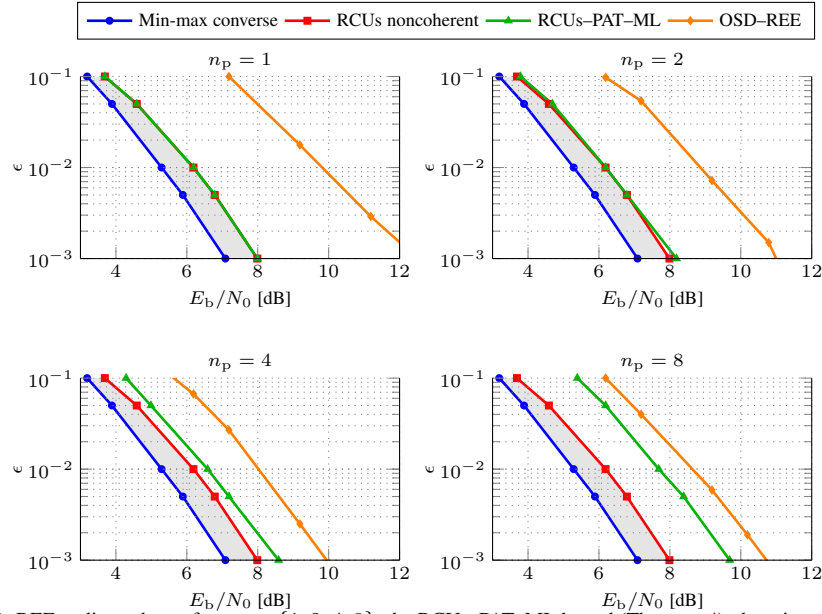 Min-max converse RCUs noncoherent RCUs–PAT–ML OSD–REE
n_p = 1
10^−1
10^−2
10^−3
ϵ
4 6 8 10 12
E_b/N_0 [dB]
n_p = 2
10^−1
10^−2
10^−3
ϵ
4 6 8 10 12
E_b/N_0 [dB]
n_p = 4
10^−1
10^−2
10^−3
ϵ
4 6 8 10 12
E_b/N_0 [dB]
n_p = 8
10^−1
10^−2
10^−3
ϵ
4 6 8 10 12
E_b/N_0 [dB]